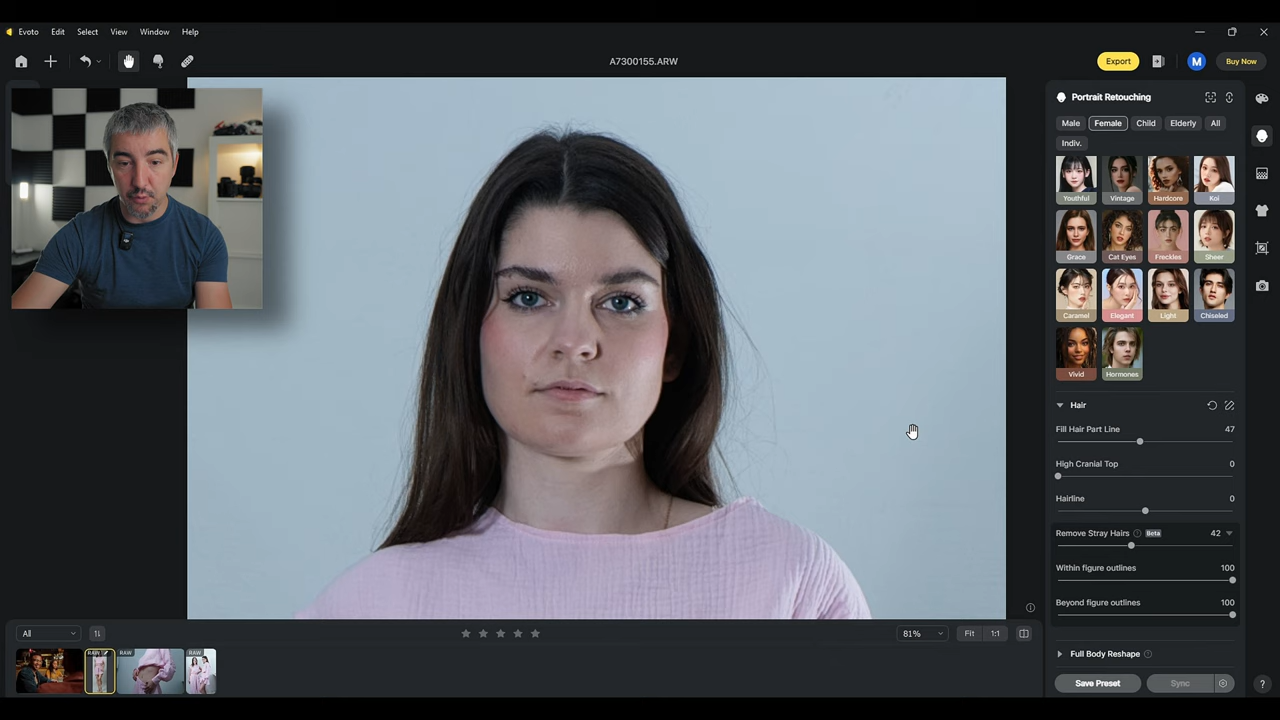 Evoto Edit Select View Window Help
A7300155.ARW
Export
M
Buy Now
Portrait Retouching
Male Female Child Elderly All
Indiv.
Youthful Vintage Hardcore Koi
Grace Cat Eyes Freckles Sheer
Caramel Elegant Light Chiseled
Vivid Hormones
Hair
Fill Hair Part Line 47
High Cranial Top 0
Hairline 0
Remove Stray Hairs ? Beta 42
Within figure outlines 100
Beyond figure outlines 100
Full Body Reshape ?
Save Preset Sync
All
81% Fit 1:1
RAW RAW RAW
?